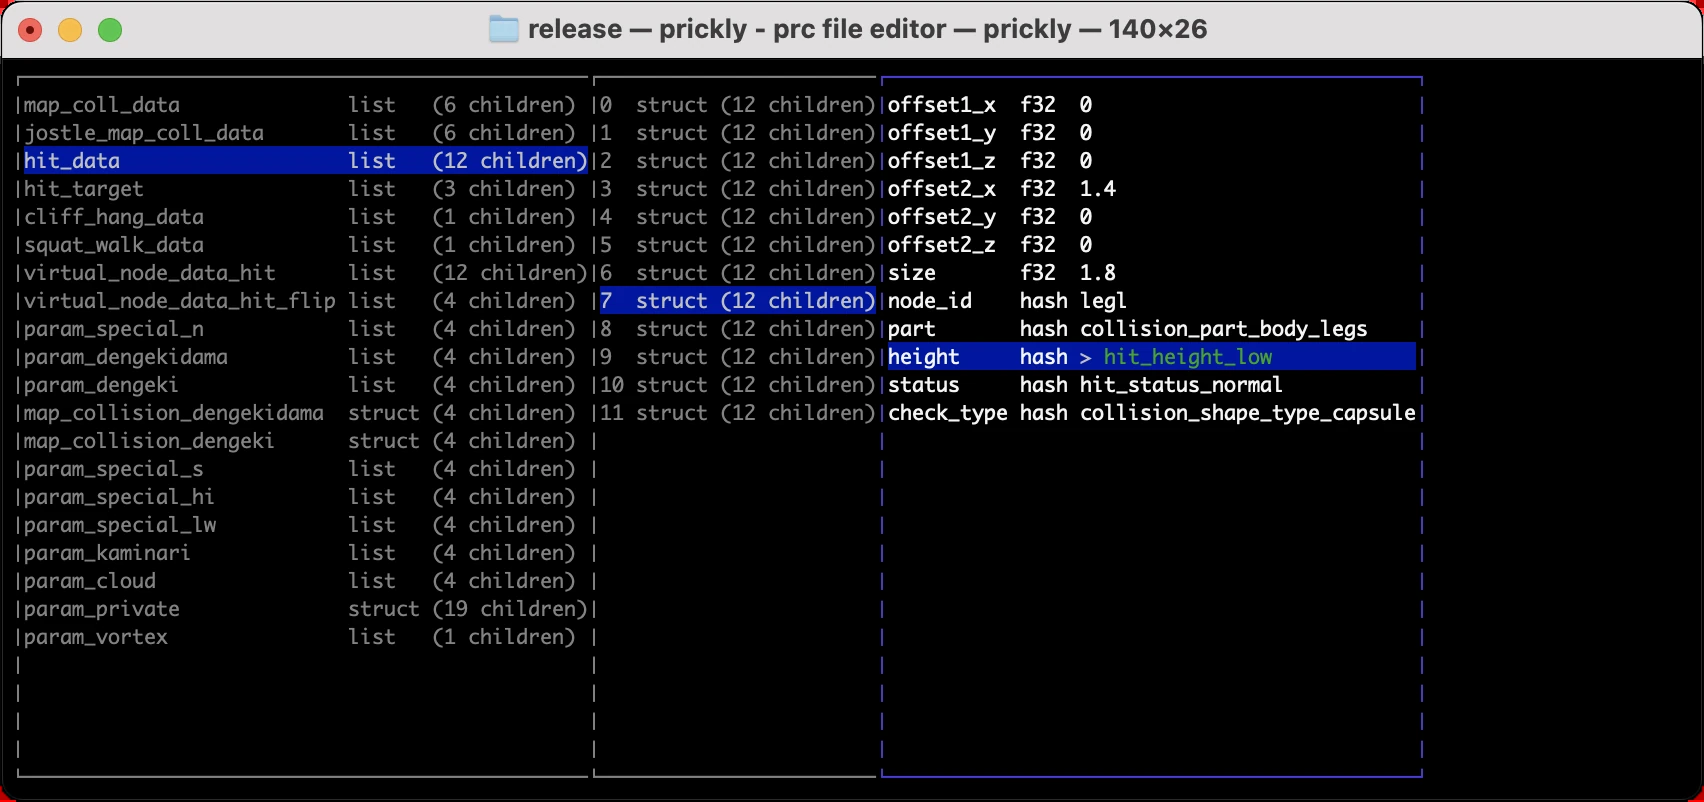 release — prickly - prc file editor — prickly — 140×26
map_coll_data list (6 children)
jostle_map_coll_data list (6 children)
hit_data list (12 children)
hit_target list (3 children)
cliff_hang_data list (1 children)
squat_walk_data list (1 children)
virtual_node_data_hit list (12 children)
virtual_node_data_hit_flip list (4 children)
param_special_n list (4 children)
param_dengekidama list (4 children)
param_dengeki list (4 children)
map_collision_dengekidama struct (4 children)
map_collision_dengeki struct (4 children)
param_special_s list (4 children)
param_special_hi list (4 children)
param_special_lw list (4 children)
param_kaminari list (4 children)
param_cloud list (4 children)
param_private struct (19 children)
param_vortex list (1 children)
0 struct (12 children)
1 struct (12 children)
2 struct (12 children)
3 struct (12 children)
4 struct (12 children)
5 struct (12 children)
6 struct (12 children)
7 struct (12 children)
8 struct (12 children)
9 struct (12 children)
10 struct (12 children)
11 struct (12 children)
offset1_x f32 0
offset1_y f32 0
offset1_z f32 0
offset2_x f32 1.4
offset2_y f32 0
offset2_z f32 0
size f32 1.8
node_id hash legl
part hash collision_part_body_legs
height hash > hit_height_low
status hash hit_status_normal
check_type hash collision_shape_type_capsule